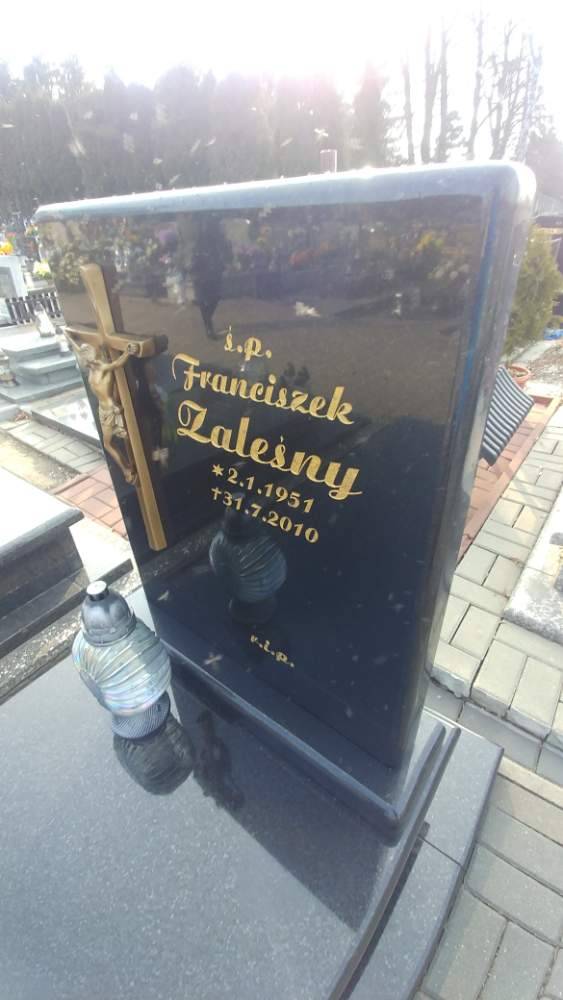 ś.p.
Franciszek
Zaleśny
*2.1.1951
†31.7.2010
r.i.p.